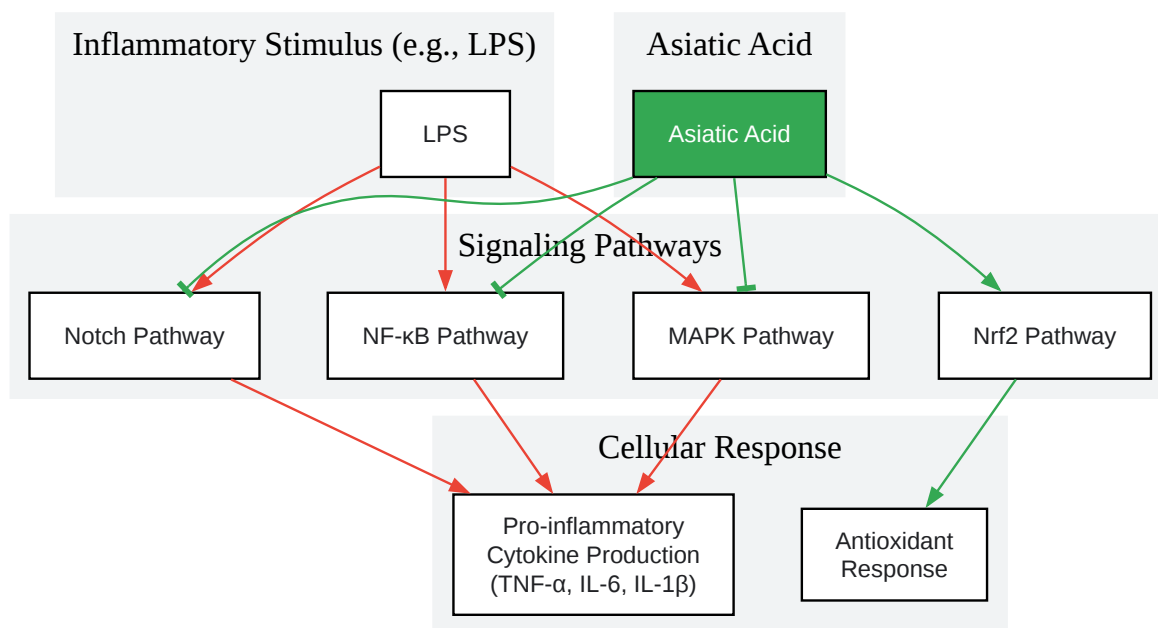 Inflammatory Stimulus (e.g., LPS)
Asiatic Acid
LPS
Asiatic Acid
Signaling Pathways
Notch Pathway
NF-κB Pathway
MAPK Pathway
Nrf2 Pathway
Cellular Response
Pro-inflammatory
Cytokine Production
(TNF-α, IL-6, IL-1β)
Antioxidant
Response